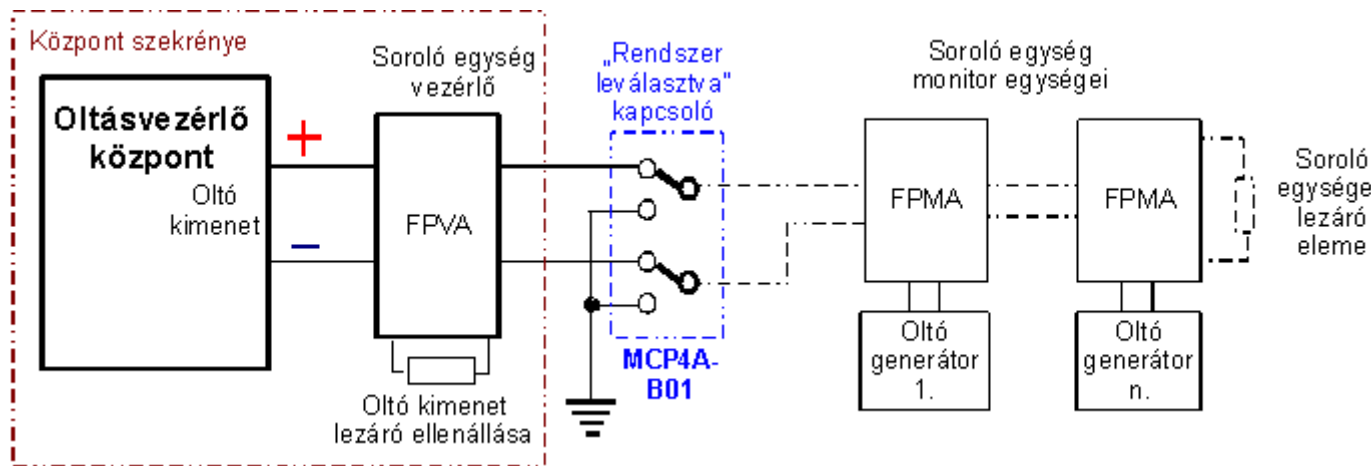 Központ szekrénye
Oltásvezérlő
központ
Oltó
kimenet
+
−
Soroló egység
vezérlő
FPVA
Oltó kimenet
lezáró ellenállása
„Rendszer
leválasztva”
kapcsoló
MCP4A-
B01
Soroló egység
monitor egységei
FPMA
FPMA
Oltó
generátor
1.
Oltó
generátor
n.
Soroló
egysége
lezáró
eleme